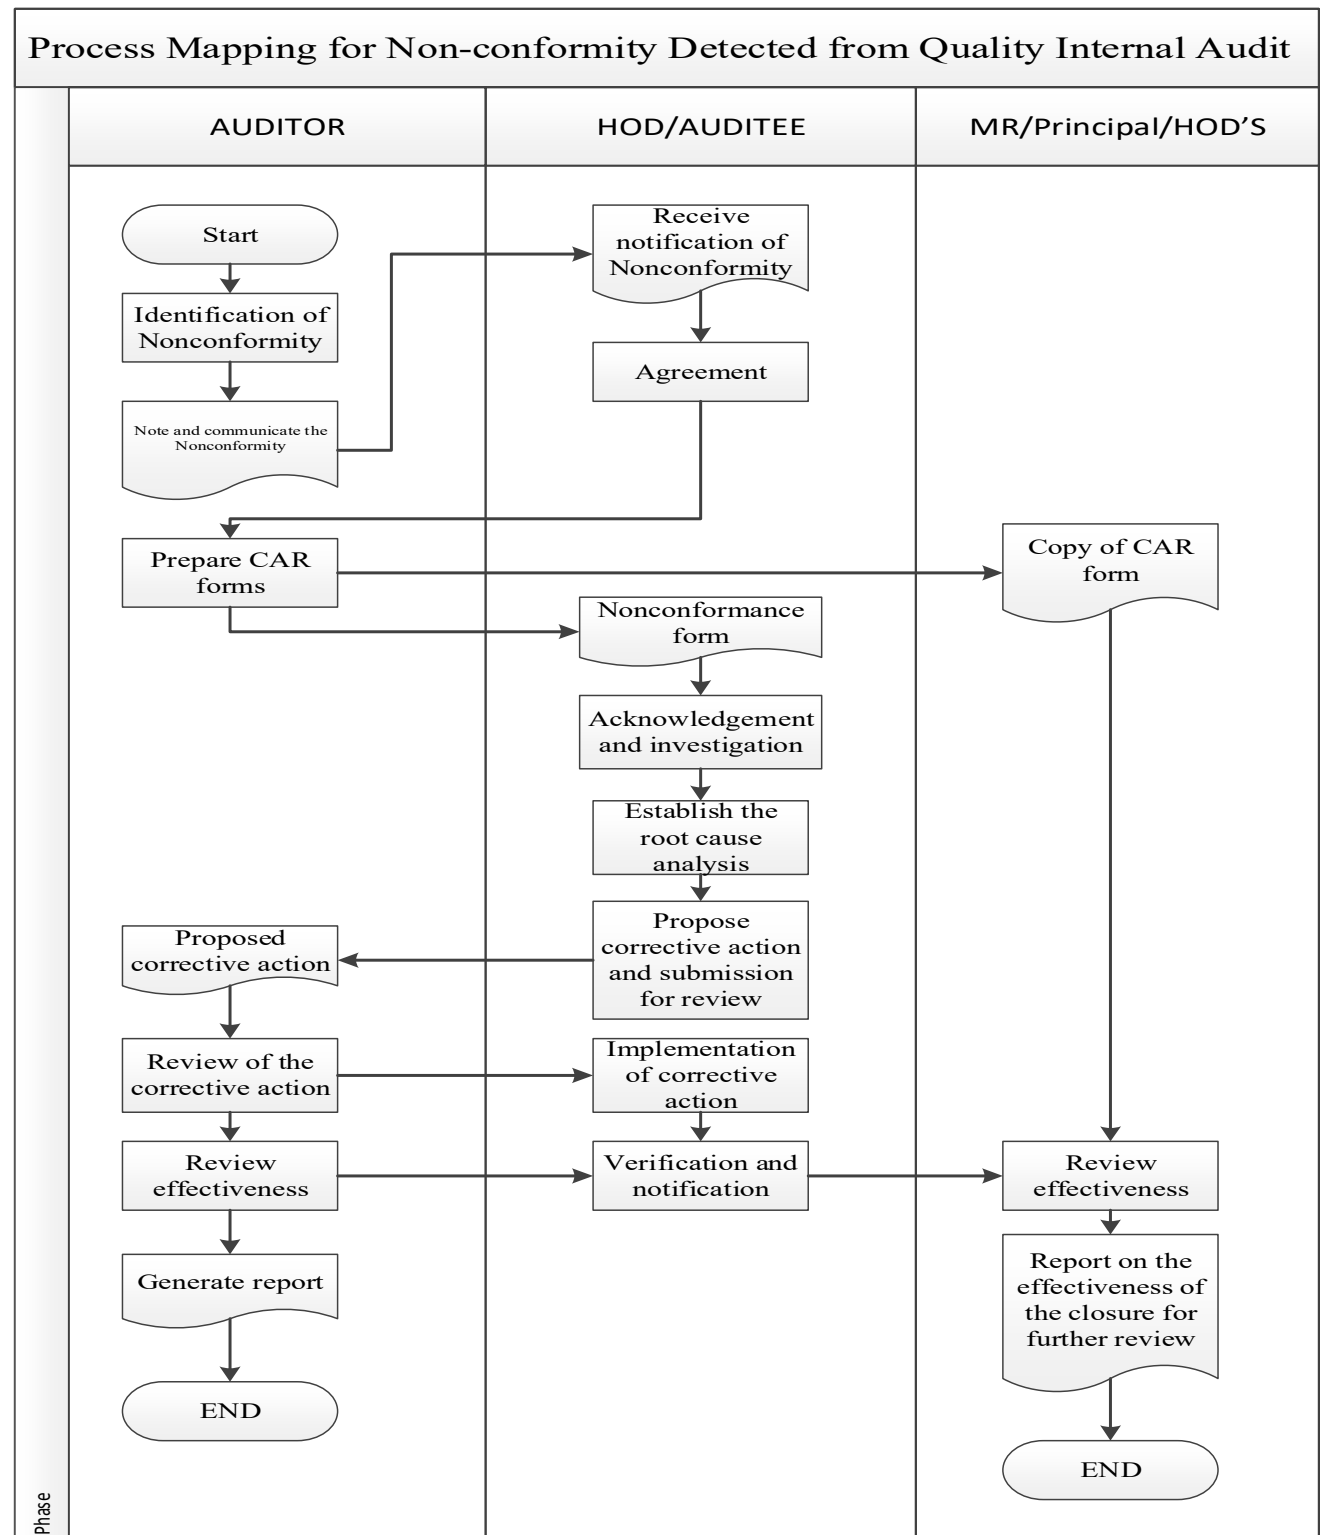 Process Mapping for Non-conformity Detected from Quality Internal Audit
AUDITOR
HOD/AUDITEE
MR/Principal/HOD'S
Start
Identification of
Nonconformity
Note and communicate the
Nonconformity
Receive
notification of
Nonconformity
Agreement
Prepare CAR
forms
Copy of CAR
form
Nonconformance
form
Acknowledgement
and investigation
Establish the
root cause
analysis
Propose
corrective action
and submission
for review
Proposed
corrective action
Review of the
corrective action
Implementation
of corrective
action
Review
effectiveness
Verification and
notification
Review
effectiveness
Generate report
Report on the
effectiveness of
the closure for
further review
END
END
Phase